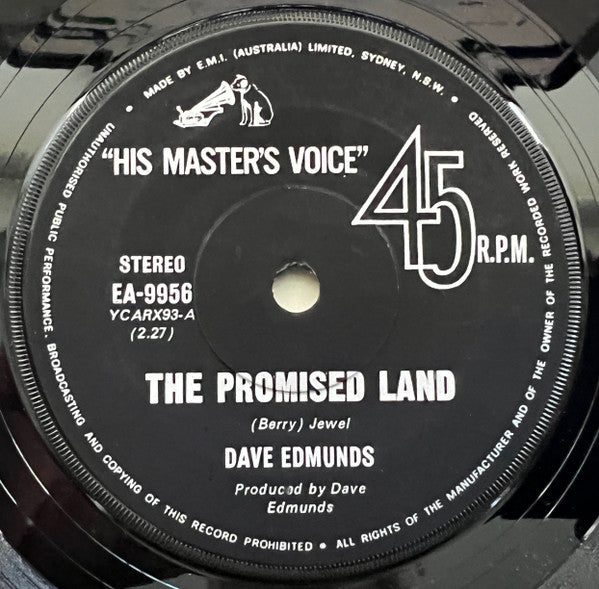 • MADE BY E.M.I. (AUSTRALIA) LIMITED, SYDNEY, N.S.W. •
"HIS MASTER'S VOICE"
45
R.P.M.
STEREO
EA-9956
YCARX93-A
(2.27)
THE PROMISED LAND
(Berry) Jewel
DAVE EDMUNDS
Produced by Dave
Edmunds
UNAUTHORISED PUBLIC PERFORMANCE, BROADCASTING AND COPYING OF THIS RECORD PROHIBITED • ALL RIGHTS OF THE MANUFACTURER AND OF THE OWNER OF THE RECORDED WORK RESERVED